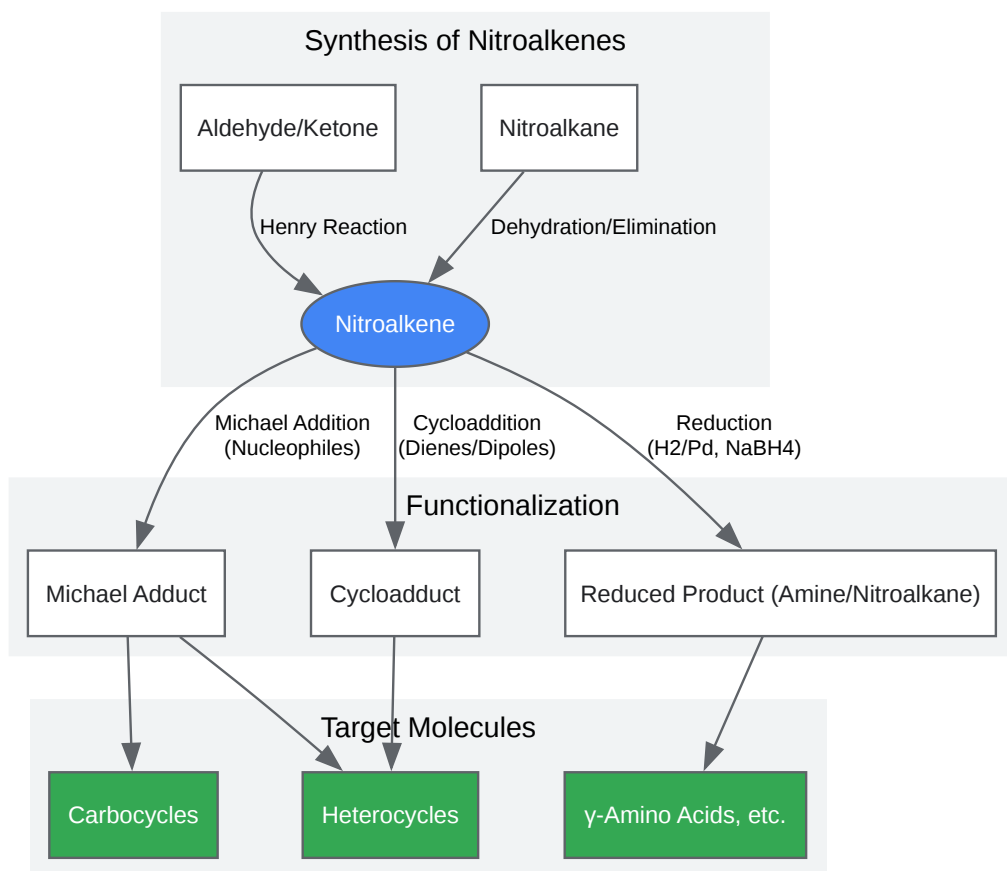 Synthesis of Nitroalkenes
Aldehyde/Ketone
Nitroalkane
Henry Reaction
Dehydration/Elimination
Nitroalkene
Michael Addition
(Nucleophiles)
Cycloaddition
(Dienes/Dipoles)
Reduction
(H2/Pd, NaBH4)
Functionalization
Michael Adduct
Cycloadduct
Reduced Product (Amine/Nitroalkane)
Target Molecules
Carbocycles
Heterocycles
γ-Amino Acids, etc.